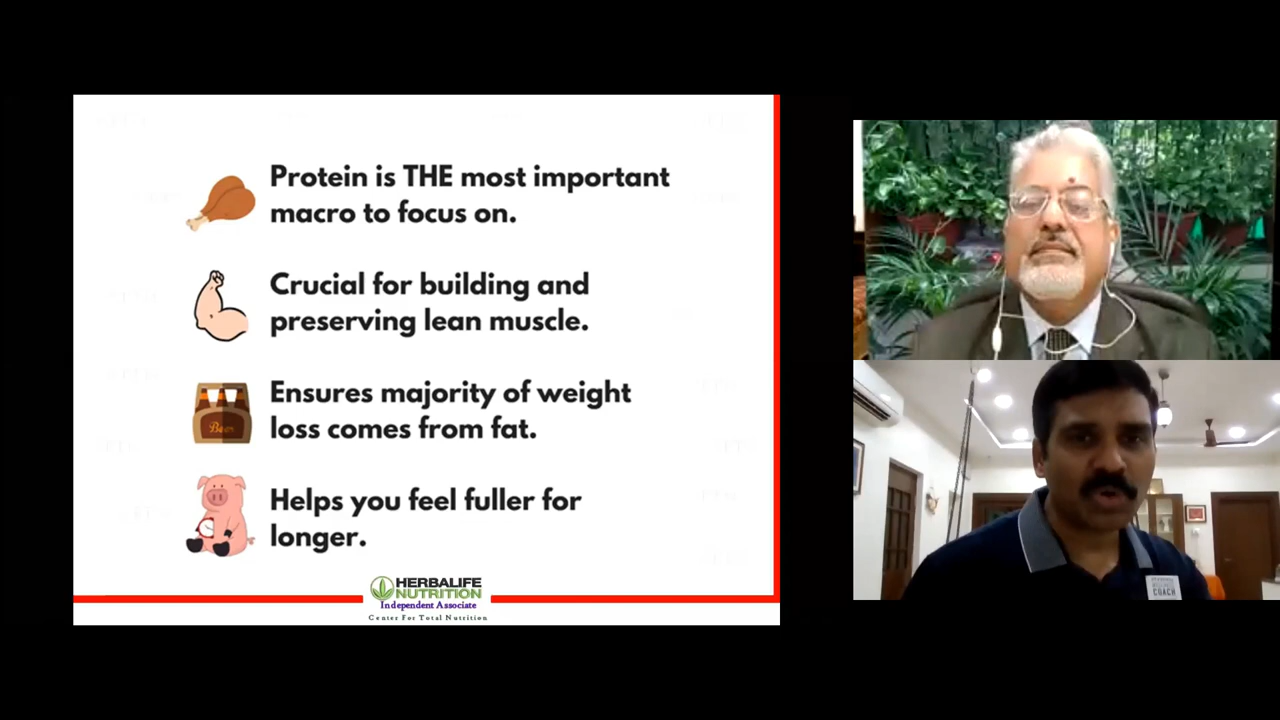 Protein is THE most important
macro to focus on.
Crucial for building and
preserving lean muscle.
Beer
Ensures majority of weight
loss comes from fat.
Helps you feel fuller for
longer.
HERBALIFE
NUTRITION
Independent Associate
Center For Total Nutrition
COACH